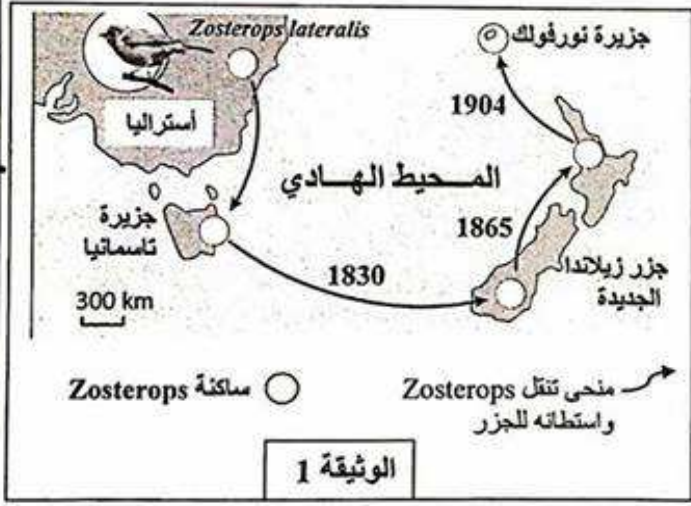 Zosterops lateralis
جزيرة نورفولك
أستراليا
1904
المحيط الهادي
جزيرة
تاسمانيا
1865
جزر زيلاندا
الجديدة
1830
300 km
ساكنة Zosterops
منحى تنقل Zosterops
واستطانه للجزر
الوثيقة 1